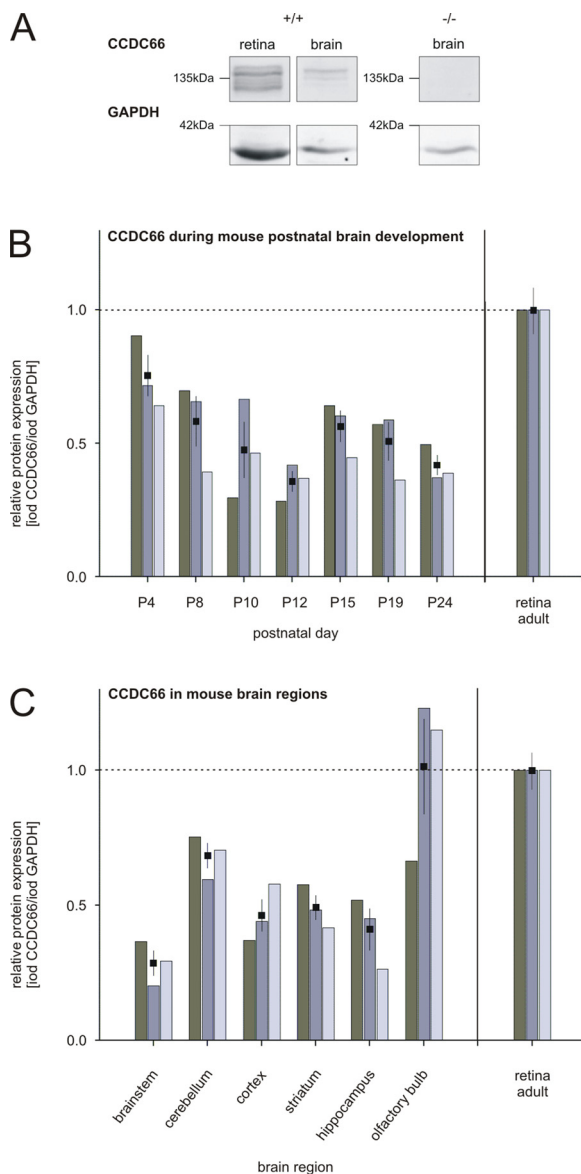 A
+/+
-/-
CCDC66
retina
brain
brain
135kDa
135kDa
GAPDH
42kDa
42kDa
B
CCDC66 during mouse postnatal brain development
relative protein expression
[iod CCDC66/iod GAPDH]
1.0
0.5
0.0
P4
P8
P10
P12
P15
P19
P24
retina
adult
postnatal day
C
CCDC66 in mouse brain regions
relative protein expression
[iod CCDC66/iod GAPDH]
1.0
0.5
0.0
brainstem
cerebellum
cortex
striatum
hippocampus
olfactory bulb
retina
adult
brain region